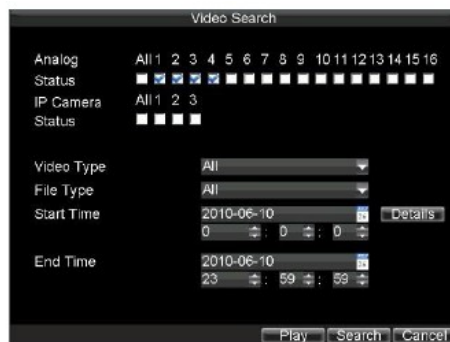 Video Search
Analog All 1 2 3 4 5 6 7 8 9 10 11 12 13 14 15 16
Status
IP Camera All 1 2 3
Status
Video Type All
File Type All
Start Time 2010-06-10 Details
0 : 0 : 0
End Time 2010-06-10
23 : 59 : 59
Play Search Cancel